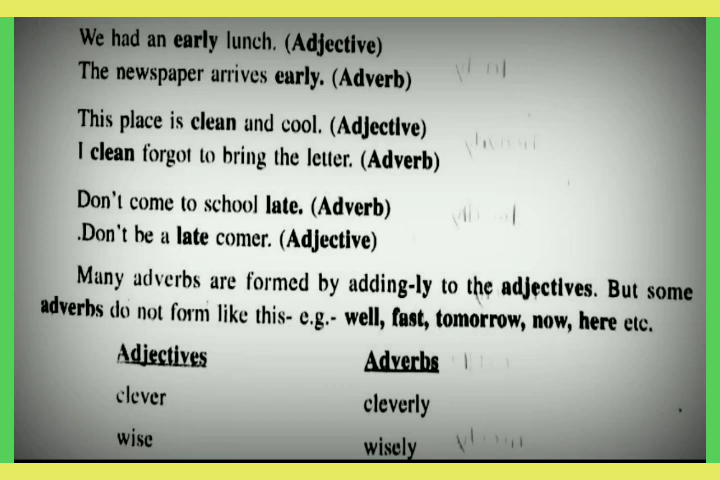 We had an early lunch. (Adjective)
The newspaper arrives early. (Adverb)
This place is clean and cool. (Adjective)
I clean forgot to bring the letter. (Adverb)
Don't come to school late. (Adverb)
.Don't be a late comer. (Adjective)
Many adverbs are formed by adding-ly to the adjectives. But some
adverbs do not form like this- e.g.- well, fast, tomorrow, now, here etc.
Adjectives Adverbs
clever cleverly
wise wisely